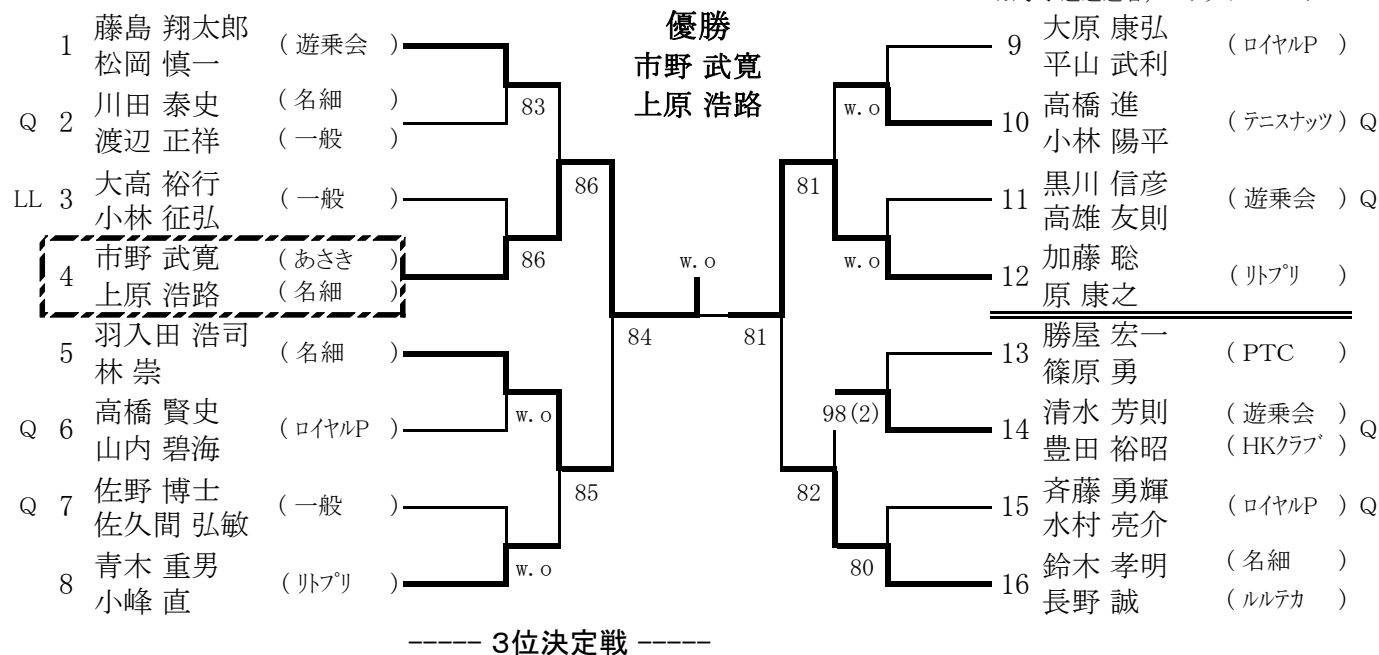 優勝
市野 武寛
上原 浩路
1 藤島 翔太郎 ( 遊乗会 )
松岡 慎一
83
Q 2 川田 泰史 ( 名細 )
渡辺 正祥 ( 一般 )
86
LL 3 大高 裕行 ( 一般 )
小林 征弘
86
4 市野 武寛 ( あさき )
上原 浩路 ( 名細 )
84
5 羽入田 浩司 ( 名細 )
林 崇
w.o
Q 6 高橋 賢史 ( ロイヤルP )
山内 碧海
85
Q 7 佐野 博士 ( 一般 )
佐久間 弘敏
w.o
8 青木 重男 ( リトプリ )
小峰 直
w.o
81
9 大原 康弘 ( ロイヤルP )
平山 武利
w.o
10 高橋 進 ( テニスナッツ ) Q
小林 陽平
81
11 黒川 信彦 ( 遊乗会 ) Q
高雄 友則
w.o
12 加藤 聡 ( リトプリ )
原 康之
13 勝屋 宏一 ( PTC )
篠原 勇
98(2)
14 清水 芳則 ( 遊乗会 ) Q
豊田 裕昭 ( HKクラブ )
82
15 斉藤 勇輝 ( ロイヤルP ) Q
水村 亮介
80
16 鈴木 孝明 ( 名細 )
長野 誠 ( ルルテカ )
----- 3位決定戦 -----